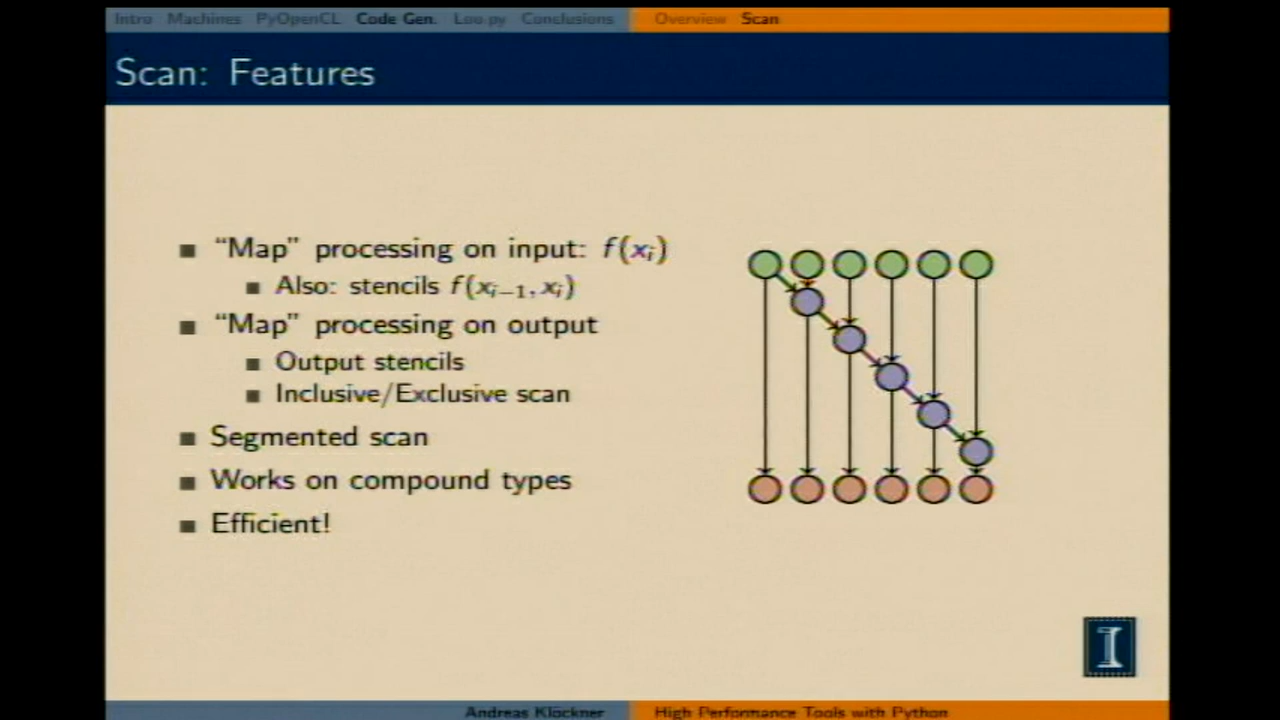 Intro Machines PyOpenCL Code Gen. Loo.py Conclusions Overview Scan
Scan: Features
“Map” processing on input: f(xᵢ)
Also: stencils f(xᵢ₋₁, xᵢ)
“Map” processing on output
Output stencils
Inclusive/Exclusive scan
Segmented scan
Works on compound types
Efficient!
I
Andreas Klöckner High Performance Tools with Python